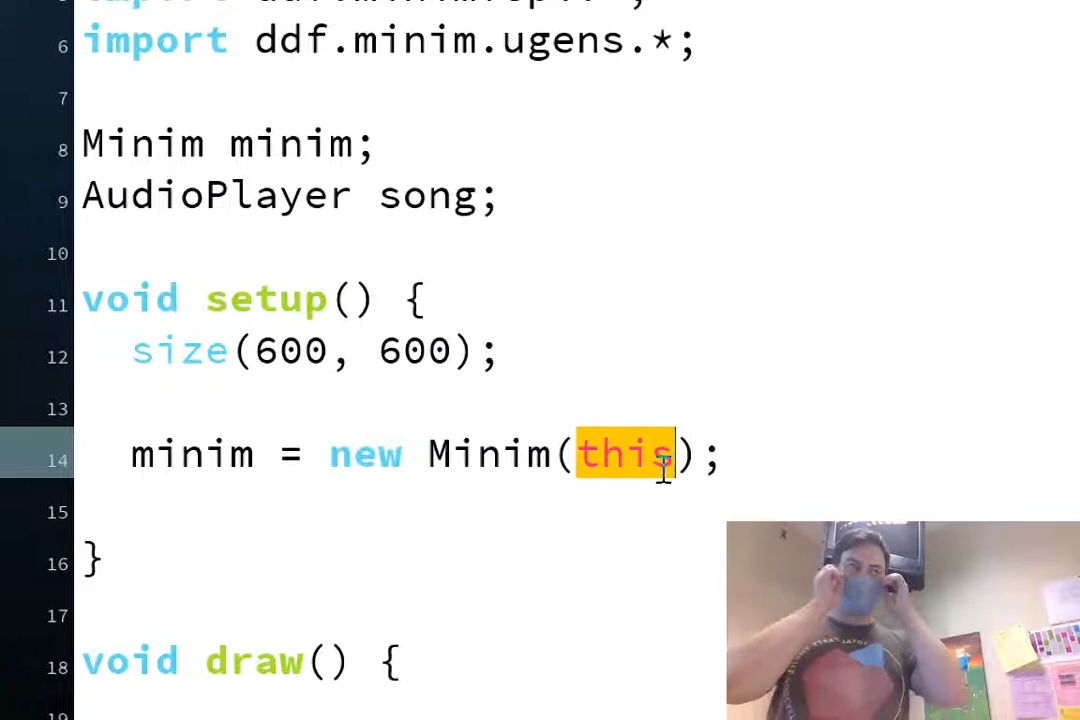 6 import ddf.minim.ugens.*;
7
8 Minim minim;
9 AudioPlayer song;
10
11 void setup() {
12 size(600, 600);
13
14 minim = new Minim(this);
15
16 }
17
18 void draw() {